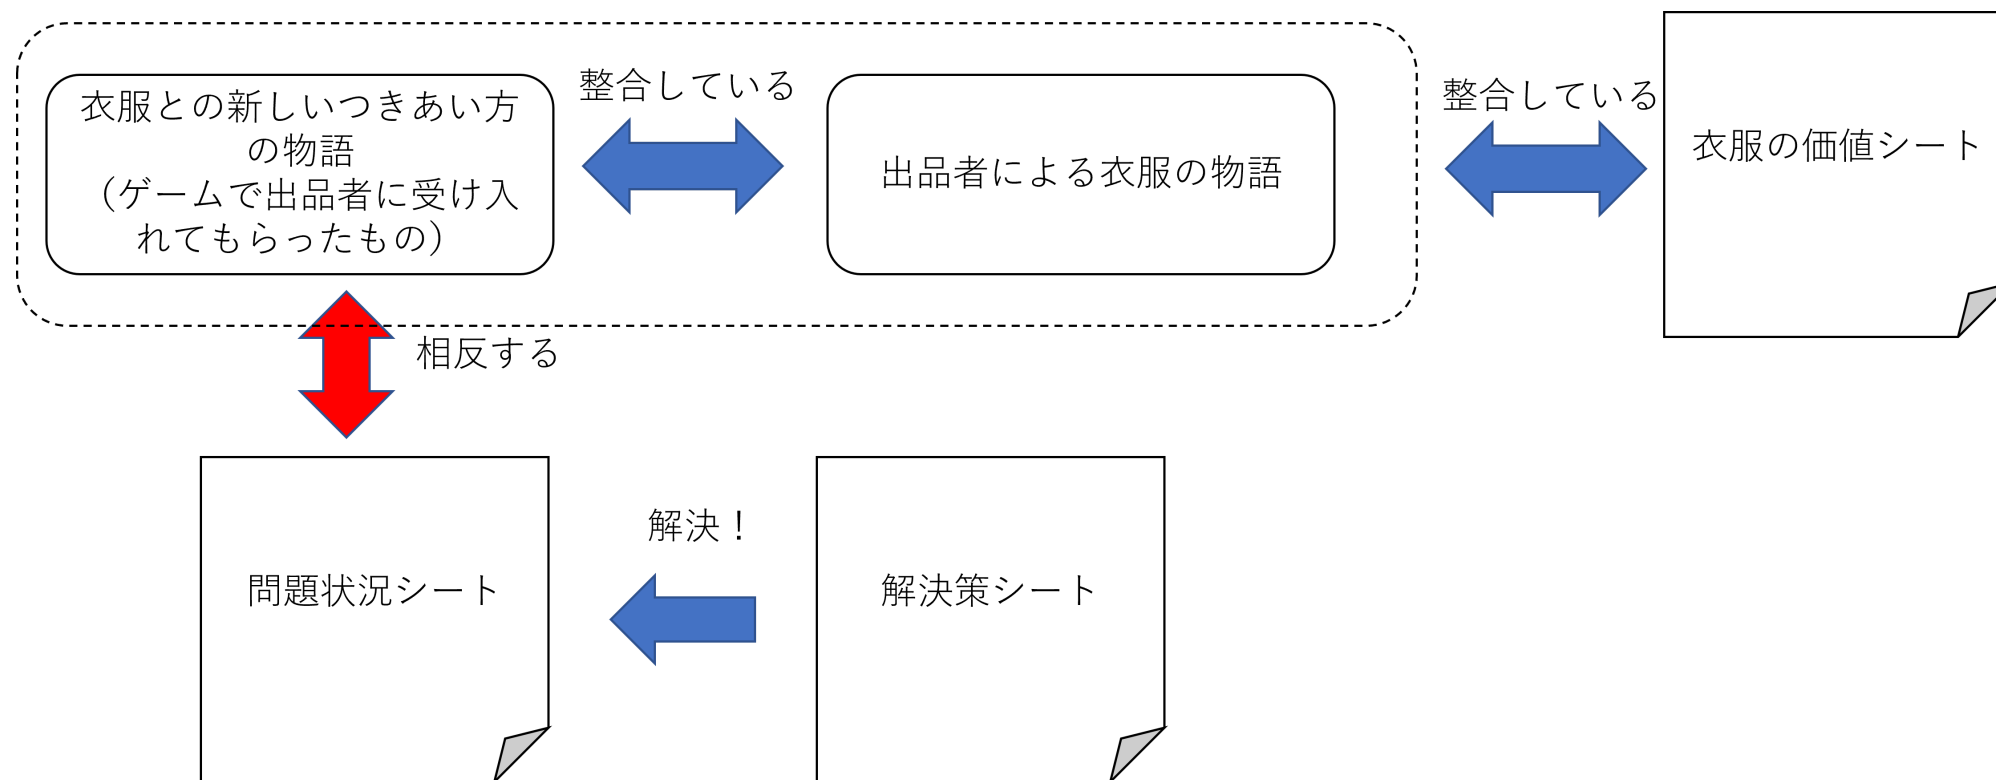 衣服との新しいつきあい方
の物語
（ゲームで出品者に受け入
れてもらったもの）
整合している
出品者による衣服の物語
整合している
衣服の価値シート
相反する
問題状況シート
解決！
解決策シート